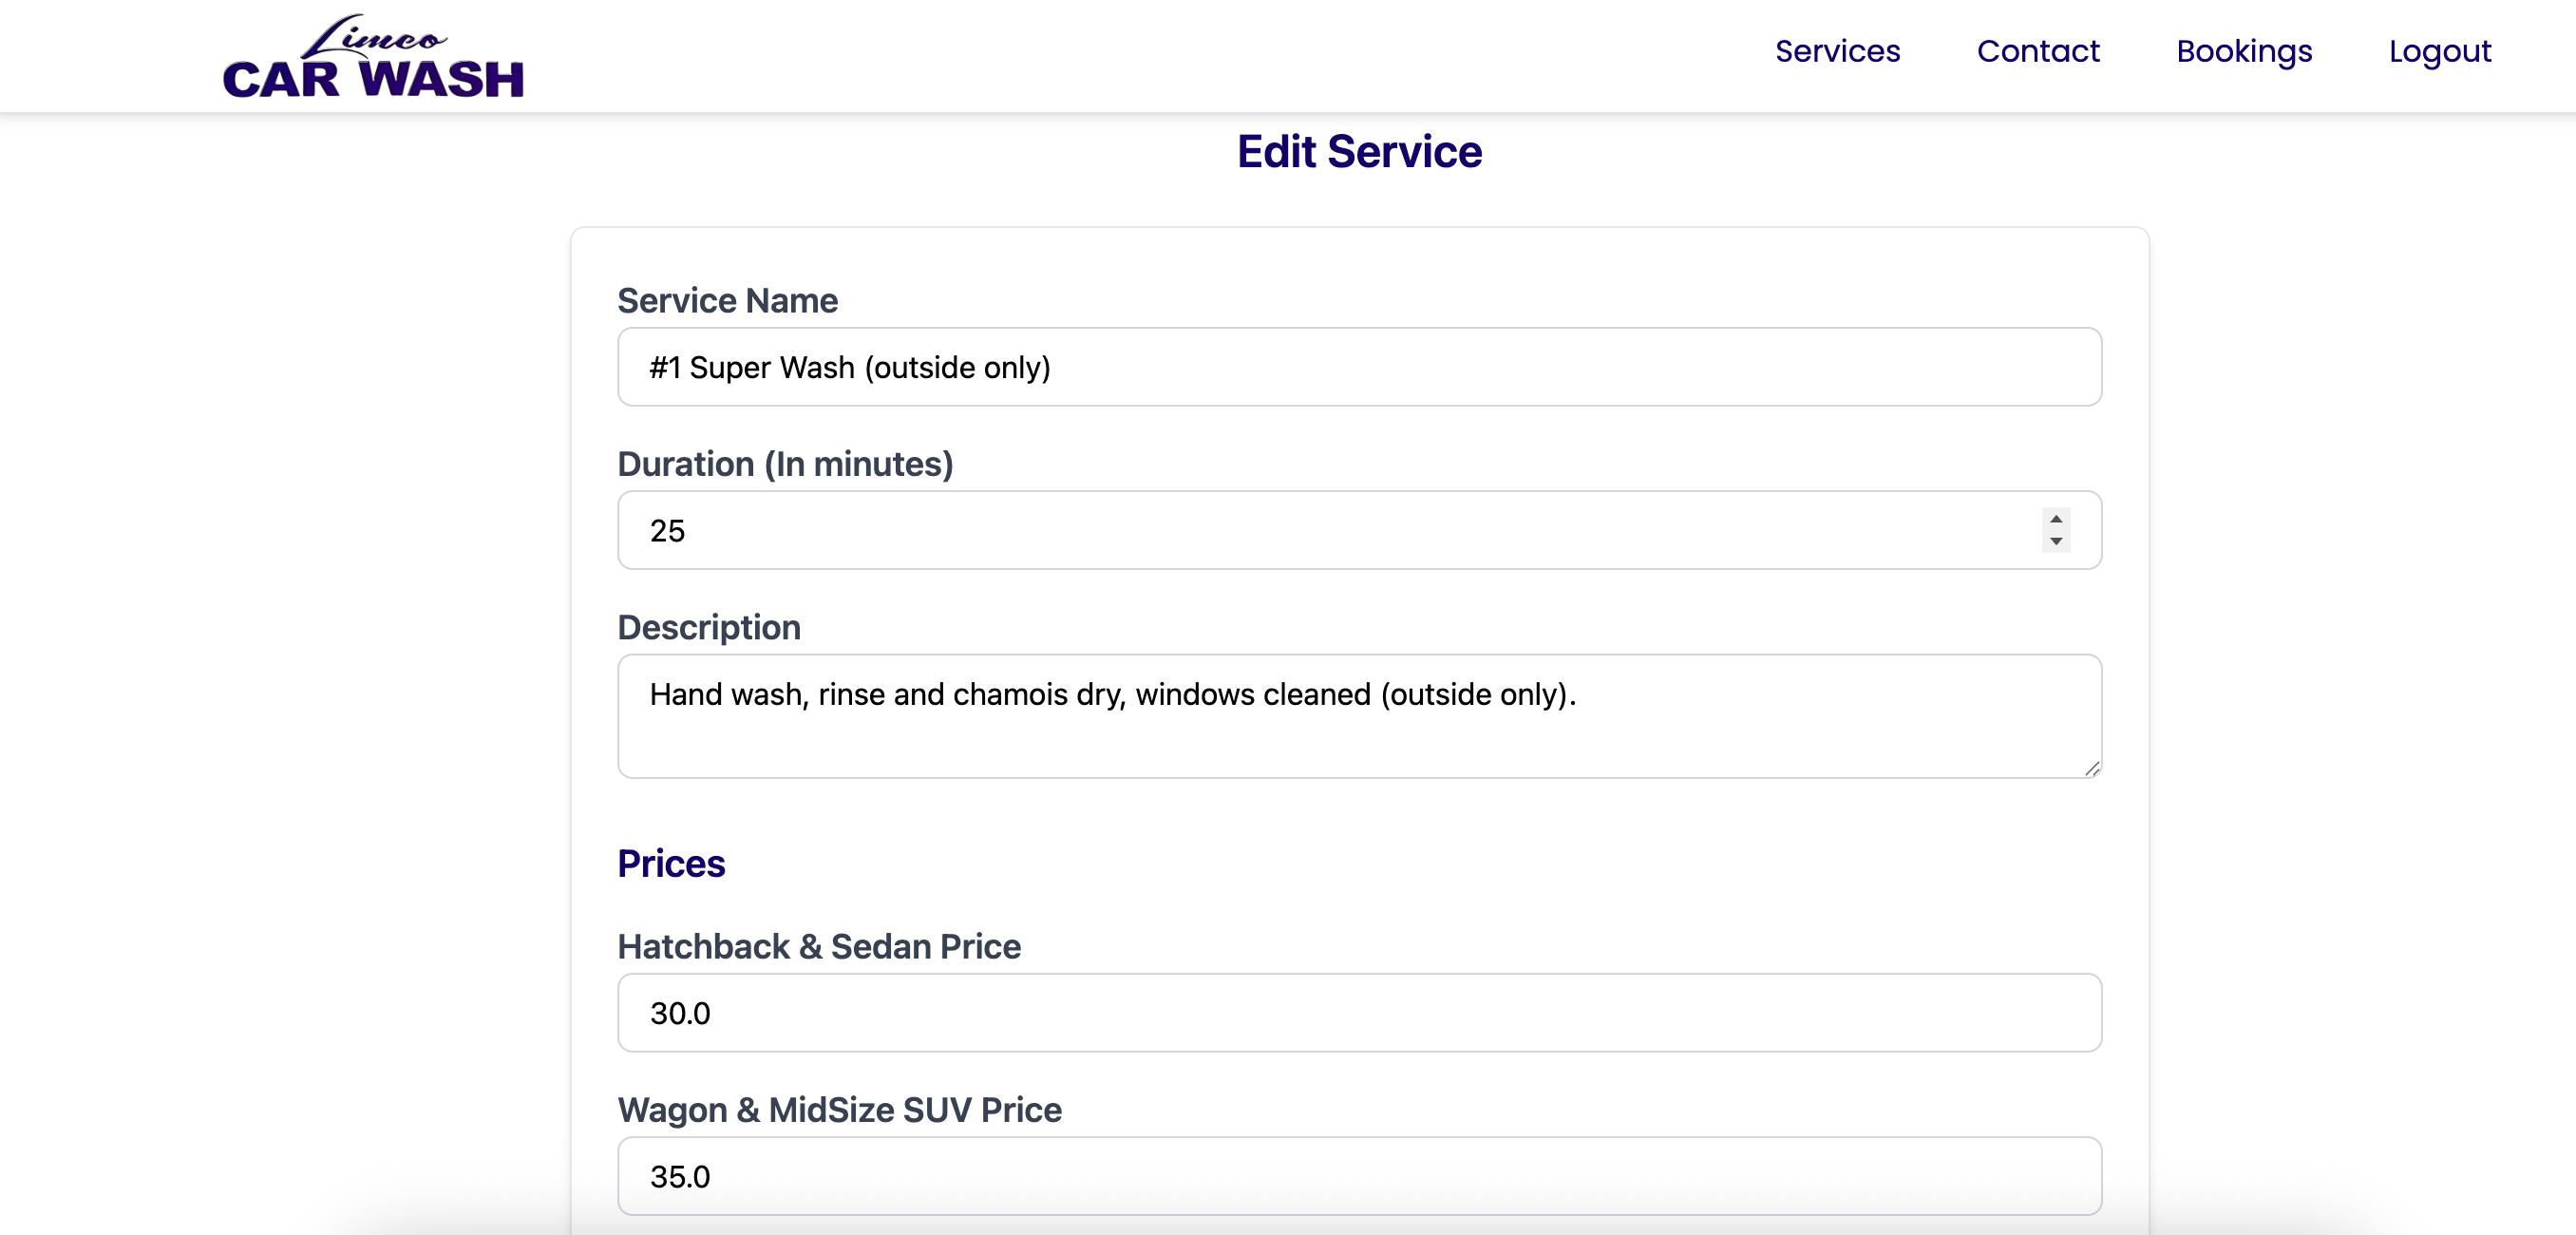 Limco
CAR WASH
Services Contact Bookings Logout
Edit Service
Service Name
#1 Super Wash (outside only)
Duration (In minutes)
25
Description
Hand wash, rinse and chamois dry, windows cleaned (outside only).
Prices
Hatchback & Sedan Price
30.0
Wagon & MidSize SUV Price
35.0